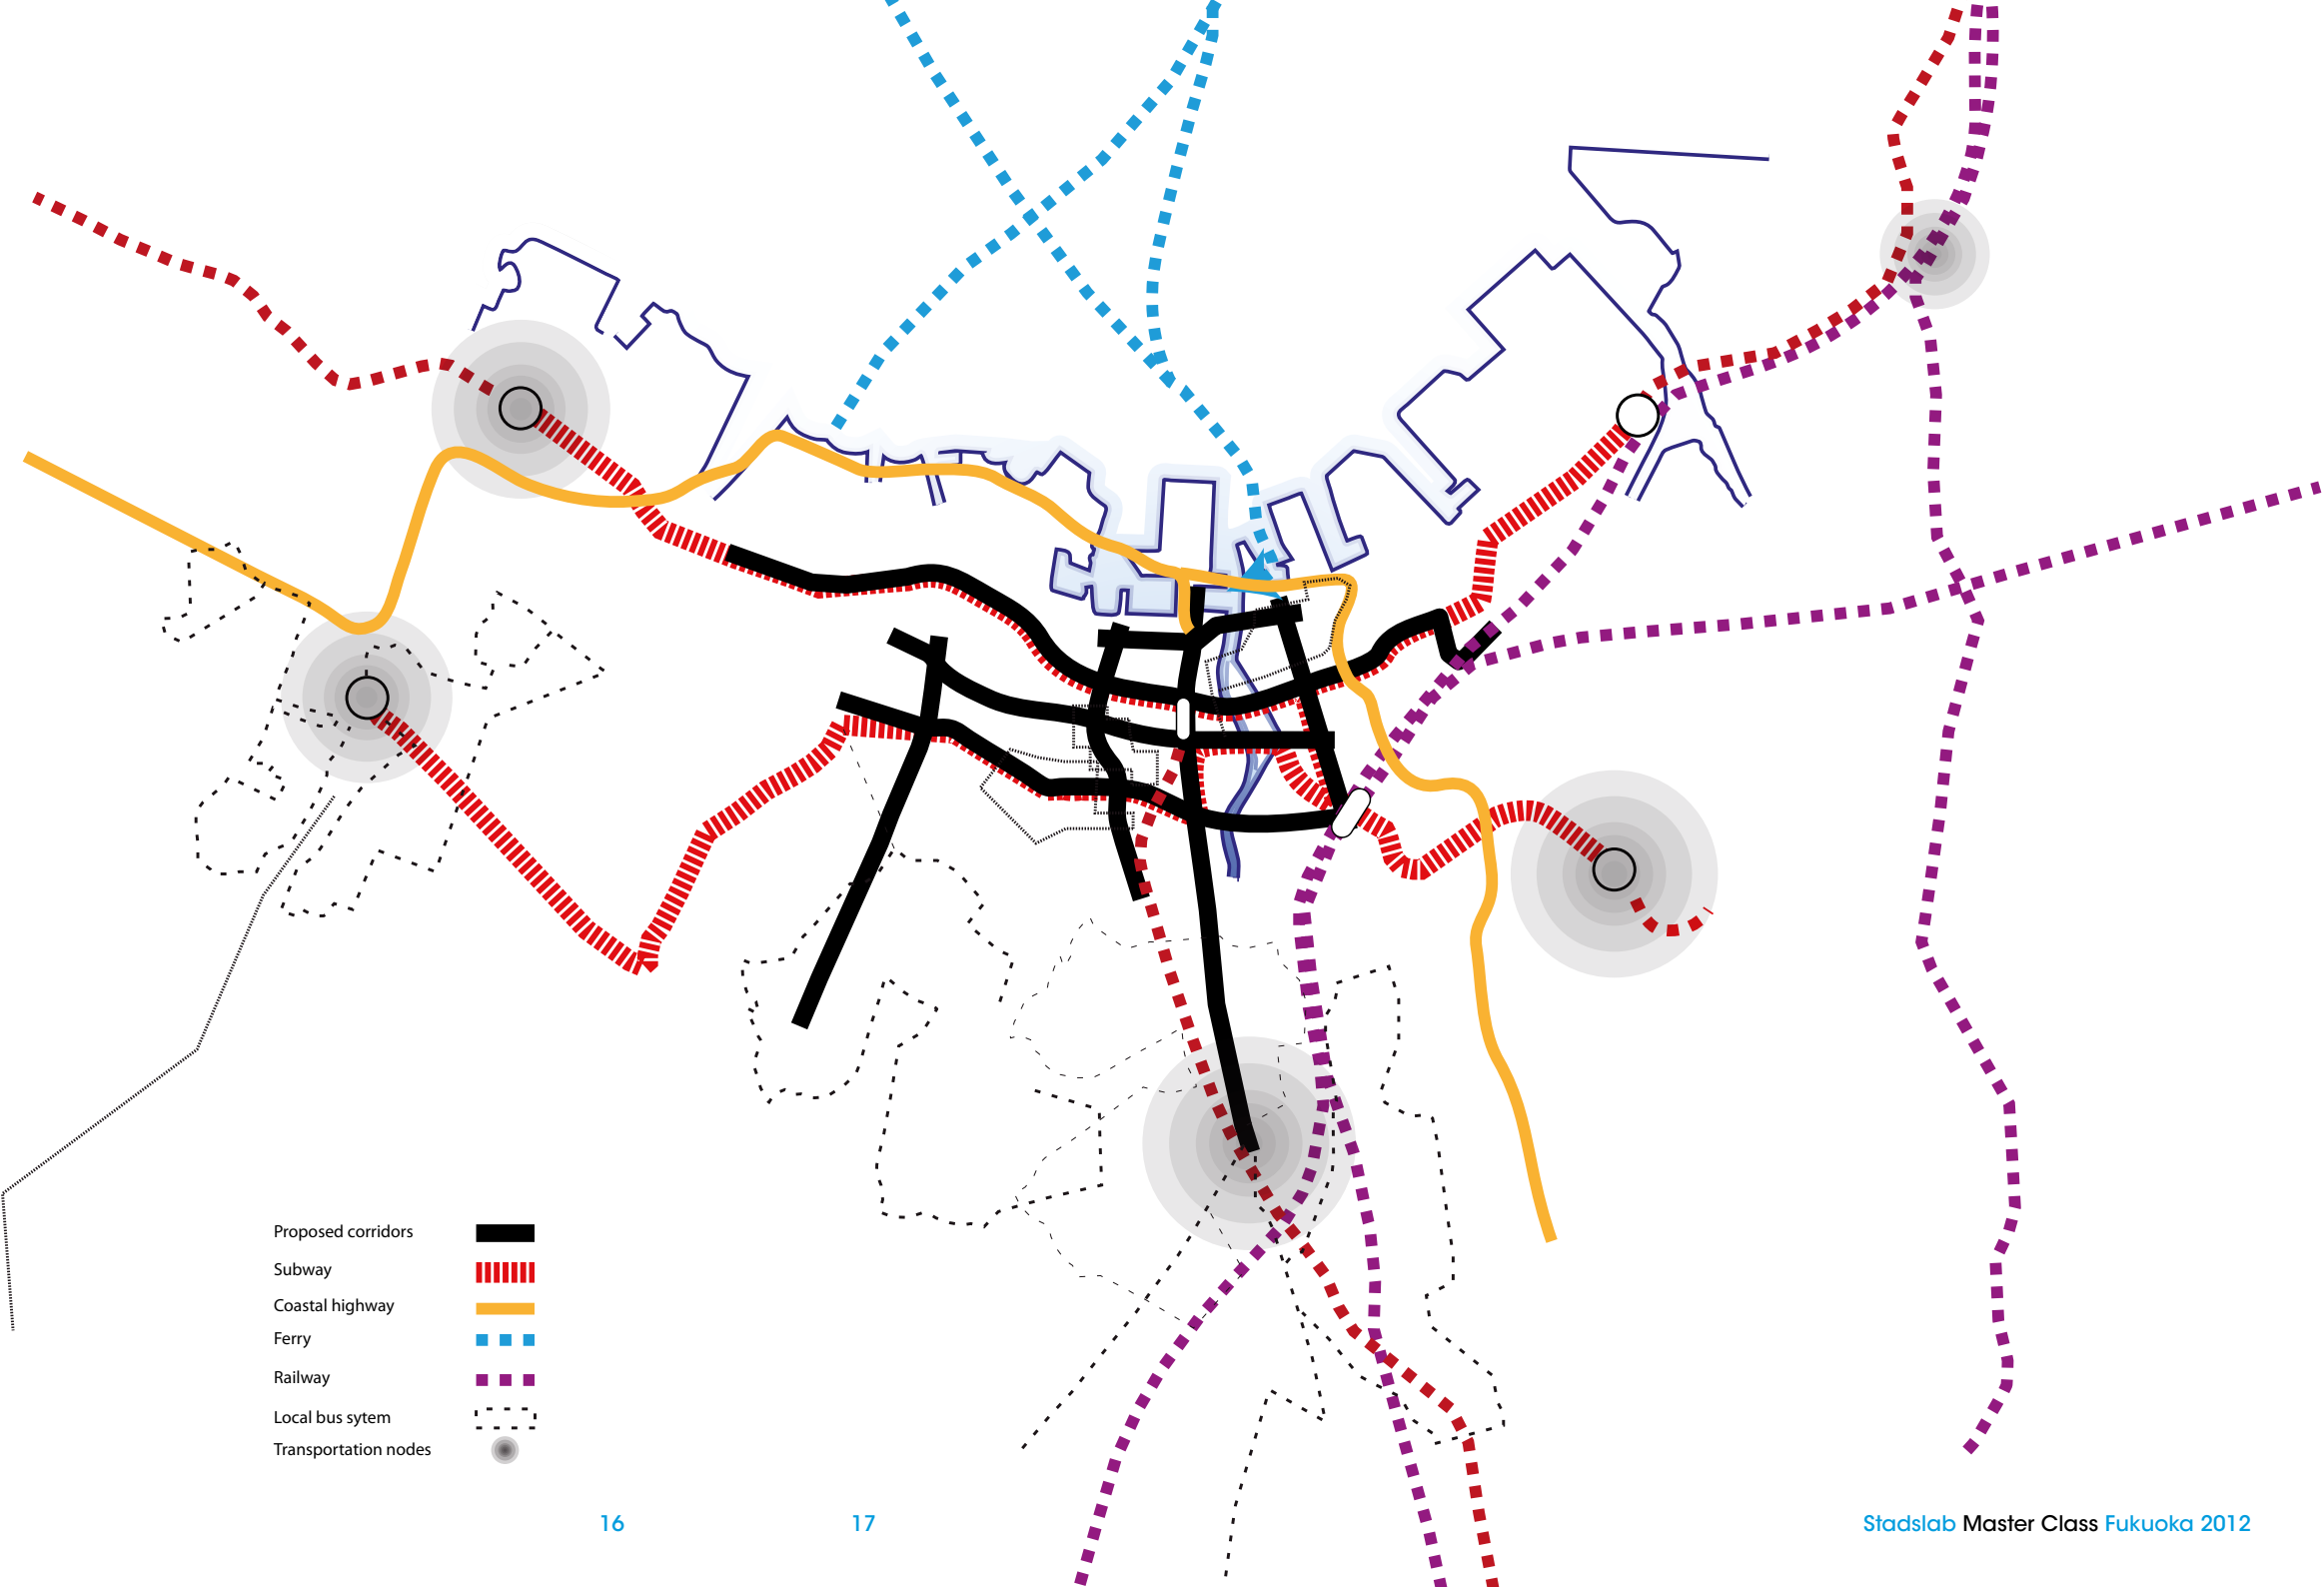 Proposed corridors
Subway
Coastal highway
Ferry
Railway
Local bus sytem
Transportation nodes
16
17
Stadslab Master Class Fukuoka 2012